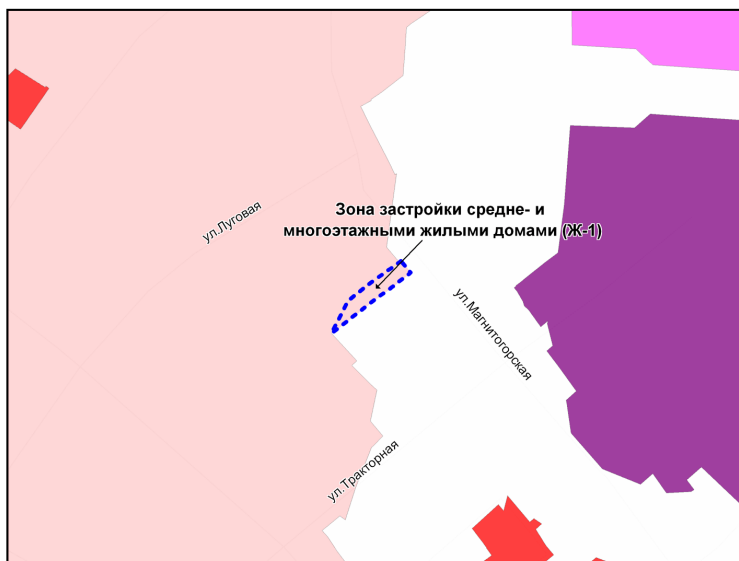 ул.Луговая
Зона застройки средне- и
многоэтажными жилыми домами (Ж-1)
ул.Магнитогорская
ул.Тракторная